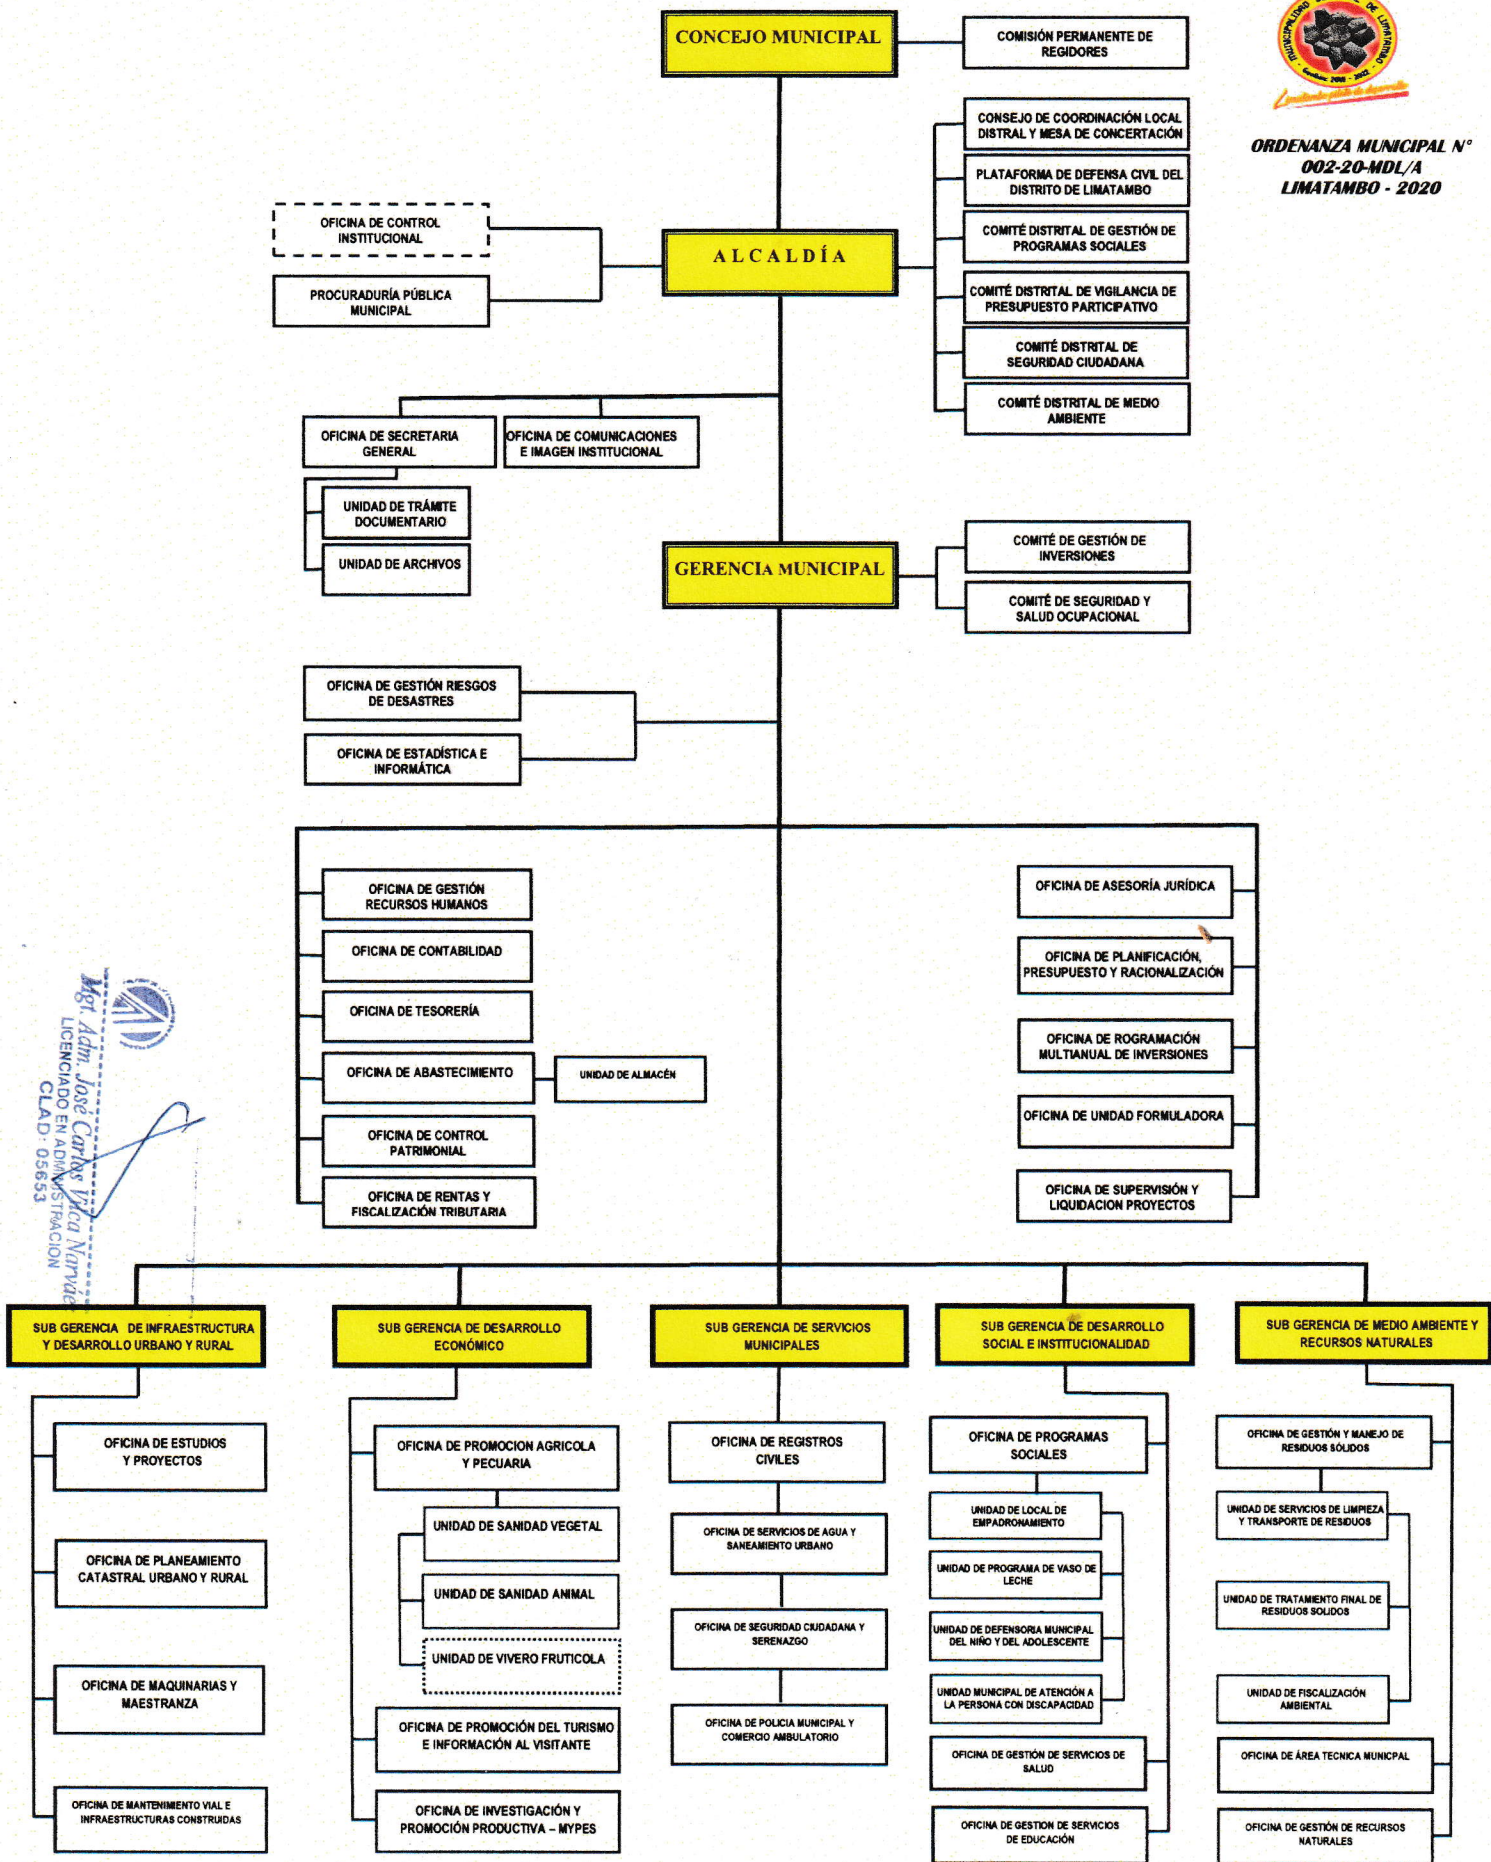 CONCEJO MUNICIPAL
COMISIÓN PERMANENTE DE
REGIDORES
MUNICIPALIDAD
DE LIMATAMBO
ORDENANZA MUNICIPAL N°
002-20-MDL/A
LIMATAMBO - 2020
CONSEJO DE COORDINACIÓN LOCAL
DISTRAL Y MESA DE CONCERTACIÓN
PLATAFORMA DE DEFENSA CIVIL DEL
DISTRITO DE LIMATAMBO
COMITÉ DISTRITAL DE GESTIÓN DE
PROGRAMAS SOCIALES
COMITÉ DISTRITAL DE VIGILANCIA DE
PRESUPUESTO PARTICIPATIVO
COMITÉ DISTRITAL DE
SEGURIDAD CIUDADANA
COMITÉ DISTRITAL DE MEDIO
AMBIENTE
OFICINA DE CONTROL
INSTITUCIONAL
PROCURADURÍA PÚBLICA
MUNICIPAL
ALCALDÍA
OFICINA DE SECRETARIA
GENERAL
OFICINA DE COMUNICACIONES
E IMAGEN INSTITUCIONAL
UNIDAD DE TRÁMITE
DOCUMENTARIO
UNIDAD DE ARCHIVOS
GERENCIA MUNICIPAL
COMITÉ DE GESTIÓN DE
INVERSIONES
COMITÉ DE SEGURIDAD Y
SALUD OCUPACIONAL
OFICINA DE GESTIÓN RIESGOS
DE DESASTRES
OFICINA DE ESTADÍSTICA E
INFORMÁTICA
OFICINA DE GESTIÓN
RECURSOS HUMANOS
OFICINA DE CONTABILIDAD
OFICINA DE TESORERÍA
OFICINA DE ABASTECIMIENTO
UNIDAD DE ALMACÉN
OFICINA DE CONTROL
PATRIMONIAL
OFICINA DE RENTAS Y
FISCALIZACIÓN TRIBUTARIA
OFICINA DE ASESORÍA JURÍDICA
OFICINA DE PLANIFICACIÓN,
PRESUPUESTO Y RACIONALIZACIÓN
OFICINA DE ROGRAMACIÓN
MULTIANUAL DE INVERSIONES
OFICINA DE UNIDAD FORMULADORA
OFICINA DE SUPERVISIÓN Y
LIQUIDACION PROYECTOS
Mgt. Adm. José Carlos Vilca Narváe
LICENCIADO EN ADMINISTRACION
CLAD: 05653
SUB GERENCIA DE INFRAESTRUCTURA
Y DESARROLLO URBANO Y RURAL
OFICINA DE ESTUDIOS
Y PROYECTOS
OFICINA DE PLANEAMIENTO
CATASTRAL URBANO Y RURAL
OFICINA DE MAQUINARIAS Y
MAESTRANZA
OFICINA DE MANTENIMIENTO VIAL E
INFRAESTRUCTURAS CONSTRUIDAS
SUB GERENCIA DE DESARROLLO
ECONÓMICO
OFICINA DE PROMOCION AGRICOLA
Y PECUARIA
UNIDAD DE SANIDAD VEGETAL
UNIDAD DE SANIDAD ANIMAL
UNIDAD DE VIVERO FRUTICOLA
OFICINA DE PROMOCIÓN DEL TURISMO
E INFORMACIÓN AL VISITANTE
OFICINA DE INVESTIGACIÓN Y
PROMOCIÓN PRODUCTIVA – MYPES
SUB GERENCIA DE SERVICIOS
MUNICIPALES
OFICINA DE REGISTROS
CIVILES
OFICINA DE SERVICIOS DE AGUA Y
SANEAMIENTO URBANO
OFICINA DE SEGURIDAD CIUDADANA Y
SERENAZGO
OFICINA DE POLICIA MUNICIPAL Y
COMERCIO AMBULATORIO
SUB GERENCIA DE DESARROLLO
SOCIAL E INSTITUCIONALIDAD
OFICINA DE PROGRAMAS
SOCIALES
UNIDAD DE LOCAL DE
EMPADRONAMIENTO
UNIDAD DE PROGRAMA DE VASO DE
LECHE
UNIDAD DE DEFENSORIA MUNICIPAL
DEL NIÑO Y DEL ADOLESCENTE
UNIDAD MUNICIPAL DE ATENCIÓN A
LA PERSONA CON DISCAPACIDAD
OFICINA DE GESTIÓN DE SERVICIOS DE
SALUD
OFICINA DE GESTION DE SERVICIOS
DE EDUCACIÓN
SUB GERENCIA DE MEDIO AMBIENTE Y
RECURSOS NATURALES
OFICINA DE GESTIÓN Y MANEJO DE
RESIDUOS SÓLIDOS
UNIDAD DE SERVICIOS DE LIMPIEZA
Y TRANSPORTE DE RESIDUOS
UNIDAD DE TRATAMIENTO FINAL DE
RESIDUOS SOLIDOS
UNIDAD DE FISCALIZACIÓN
AMBIENTAL
OFICINA DE ÁREA TECNICA MUNICPAL
OFICINA DE GESTIÓN DE RECURSOS
NATURALES